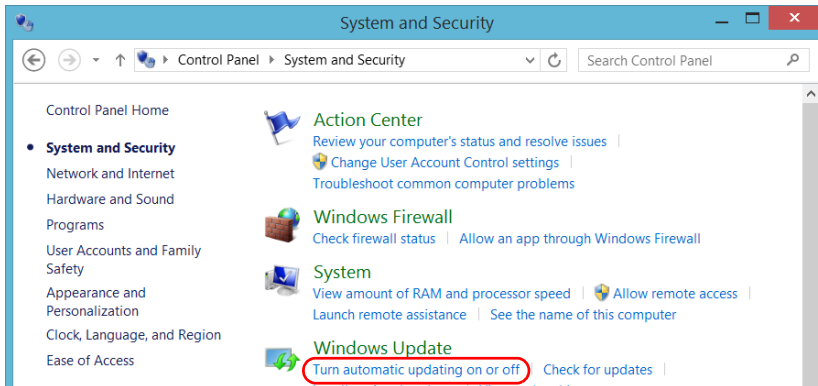 System and Security
Control Panel System and Security
Search Control Panel
Control Panel Home
System and Security
Network and Internet
Hardware and Sound
Programs
User Accounts and Family
Safety
Appearance and
Personalization
Clock, Language, and Region
Ease of Access
Action Center
Review your computer's status and resolve issues
Change User Account Control settings
Troubleshoot common computer problems
Windows Firewall
Check firewall status Allow an app through Windows Firewall
System
View amount of RAM and processor speed Allow remote access
Launch remote assistance See the name of this computer
Windows Update
Turn automatic updating on or off Check for updates